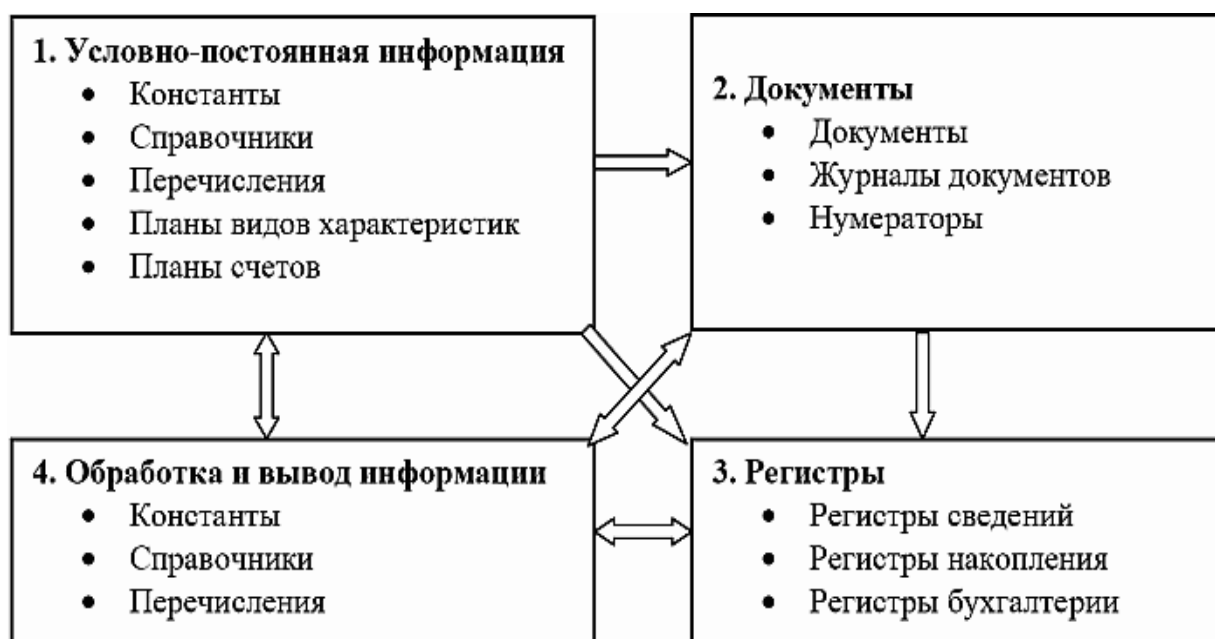 1. Условно-постоянная информация
• Константы
• Справочники
• Перечисления
• Планы видов характеристик
• Планы счетов
2. Документы
• Документы
• Журналы документов
• Нумераторы
4. Обработка и вывод информации
• Константы
• Справочники
• Перечисления
3. Регистры
• Регистры сведений
• Регистры накопления
• Регистры бухгалтерии